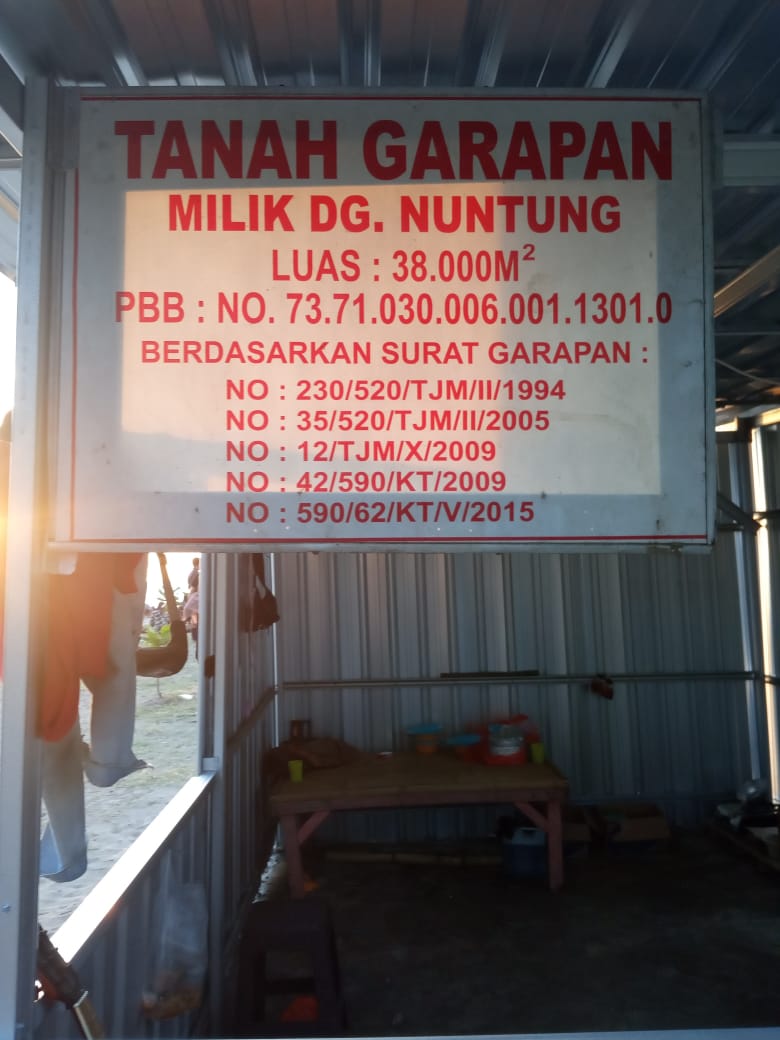 TANAH GARAPAN
MILIK DG. NUNTUNG
LUAS : 38.000M²
PBB : NO. 73.71.030.006.001.1301.0
BERDASARKAN SURAT GARAPAN :
NO : 230/520/TJM/II/1994
NO : 35/520/TJM/II/2005
NO : 12/TJM/X/2009
NO : 42/590/KT/2009
NO : 590/62/KT/V/2015